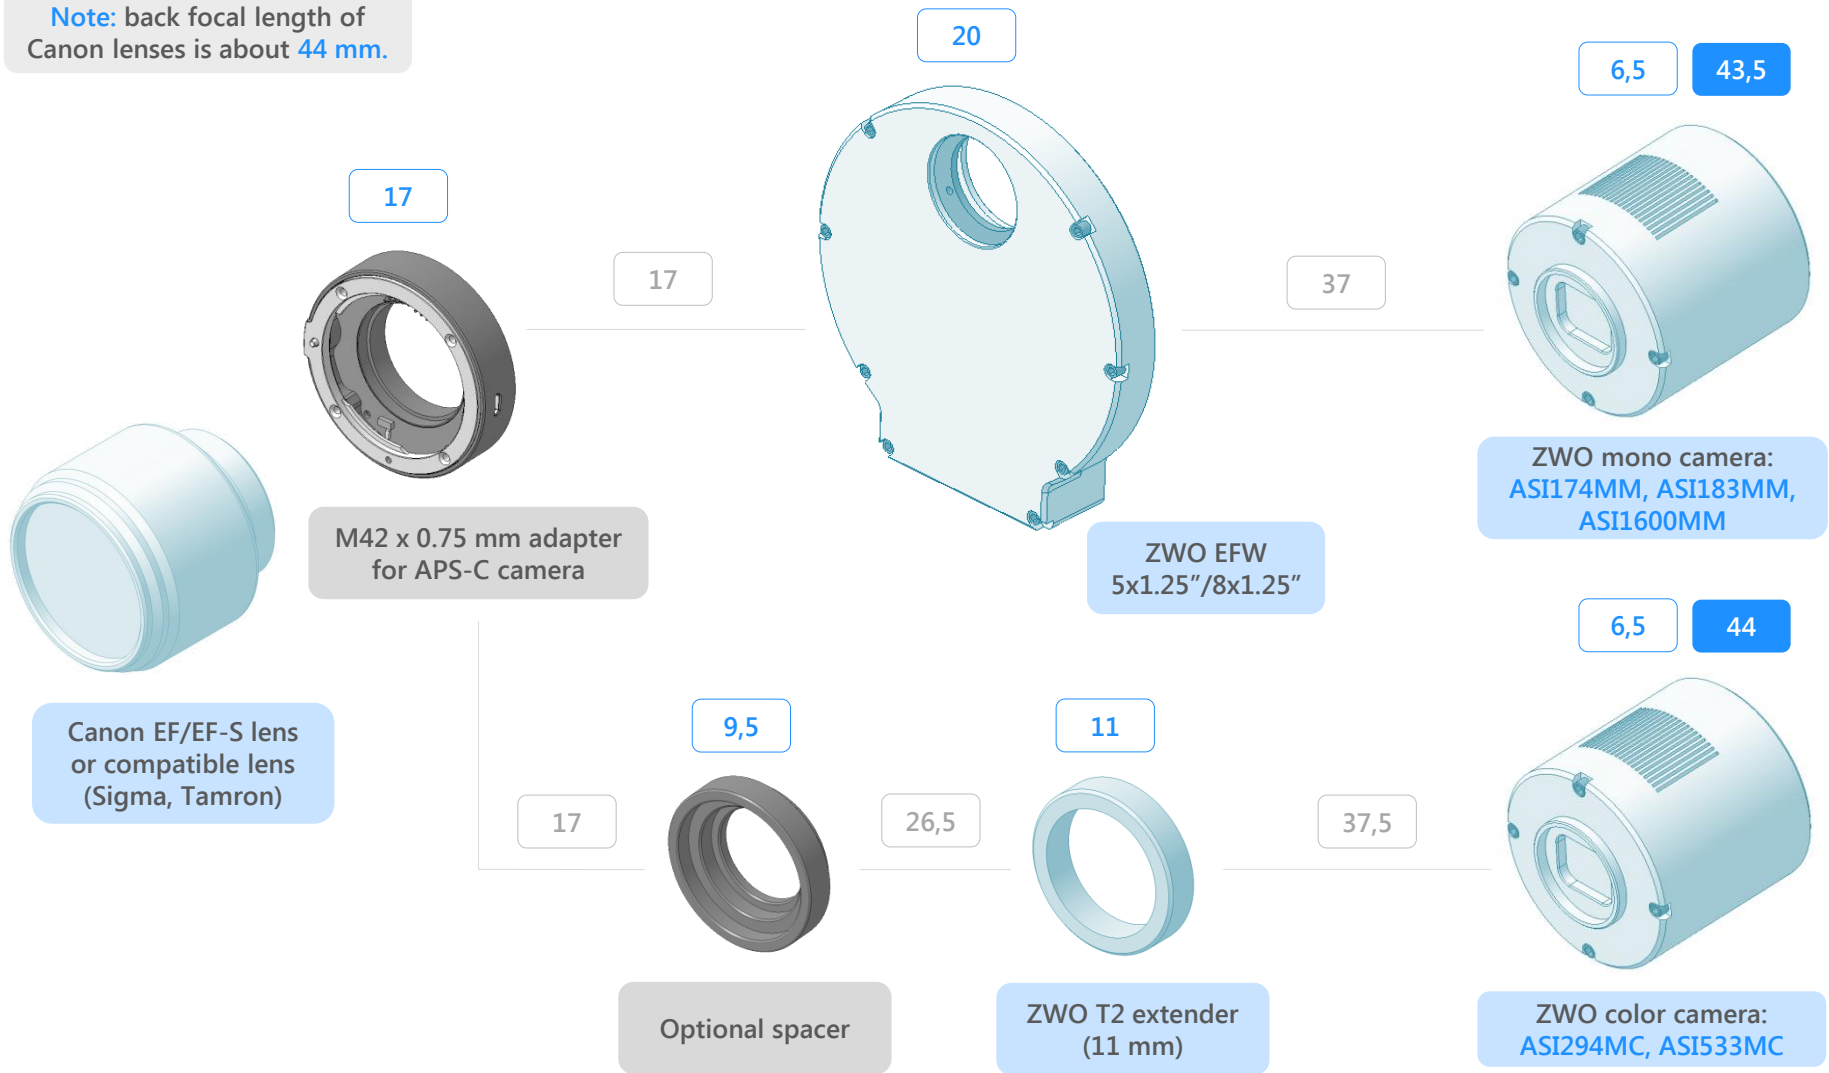 Note: back focal length of
Canon lenses is about 44 mm.
20
6,5 43,5
17
17
37
ZWO mono camera:
ASI174MM, ASI183MM,
ASI1600MM
M42 x 0.75 mm adapter
for APS-C camera
ZWO EFW
5x1.25”/8x1.25”
6,5 44
Canon EF/EF-S lens
or compatible lens
(Sigma, Tamron)
9,5
11
17
26,5
37,5
Optional spacer
ZWO T2 extender
(11 mm)
ZWO color camera:
ASI294MC, ASI533MC